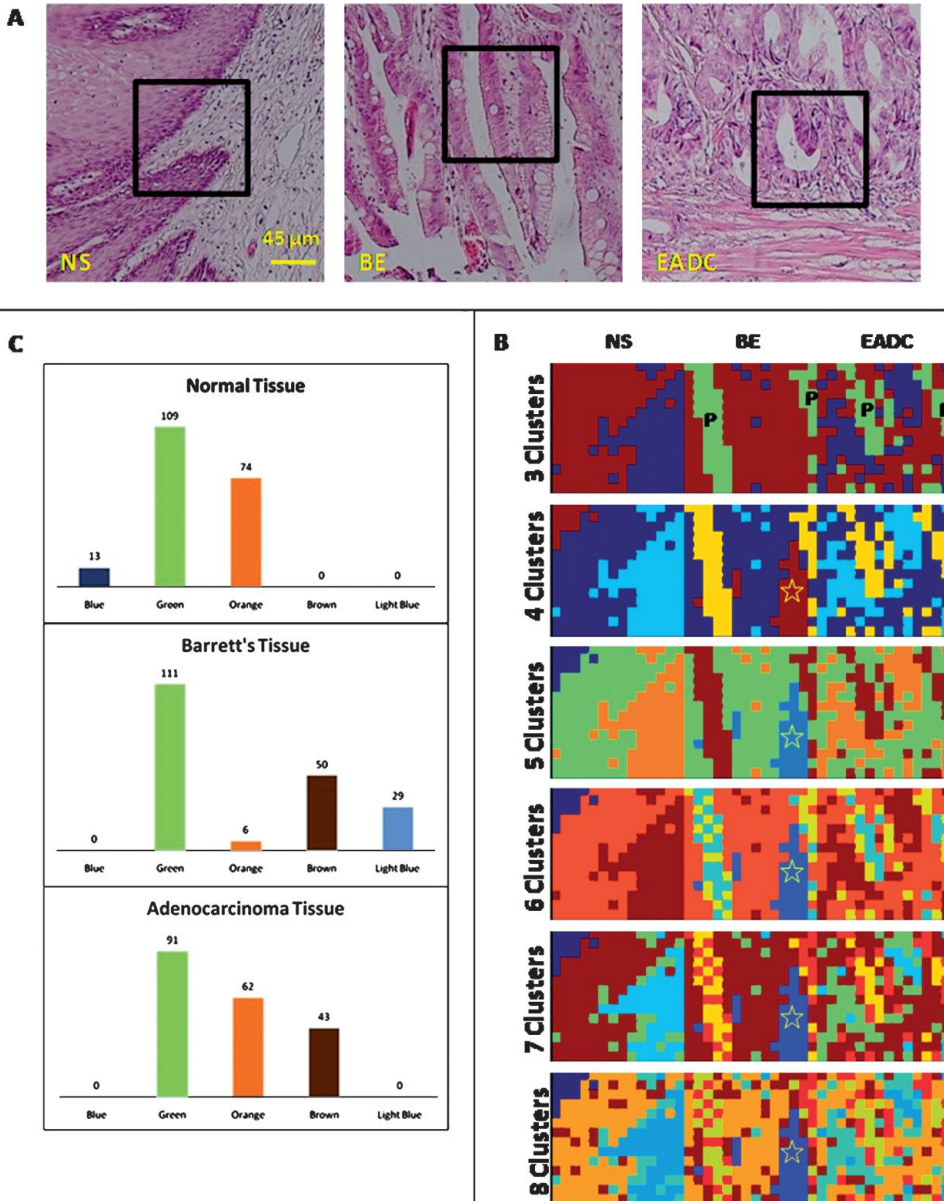 A
NS
45 µm
BE
EADC
C
Normal Tissue
109
74
13
0
0
Blue
Green
Orange
Brown
Light Blue
Barrett's Tissue
111
50
29
6
0
Blue
Green
Orange
Brown
Light Blue
Adenocarcinoma Tissue
91
62
43
0
0
Blue
Green
Orange
Brown
Light Blue
B
NS BE EADC
3 Clusters
P
P
P
4 Clusters
5 Clusters
6 Clusters
7 Clusters
8 Clusters